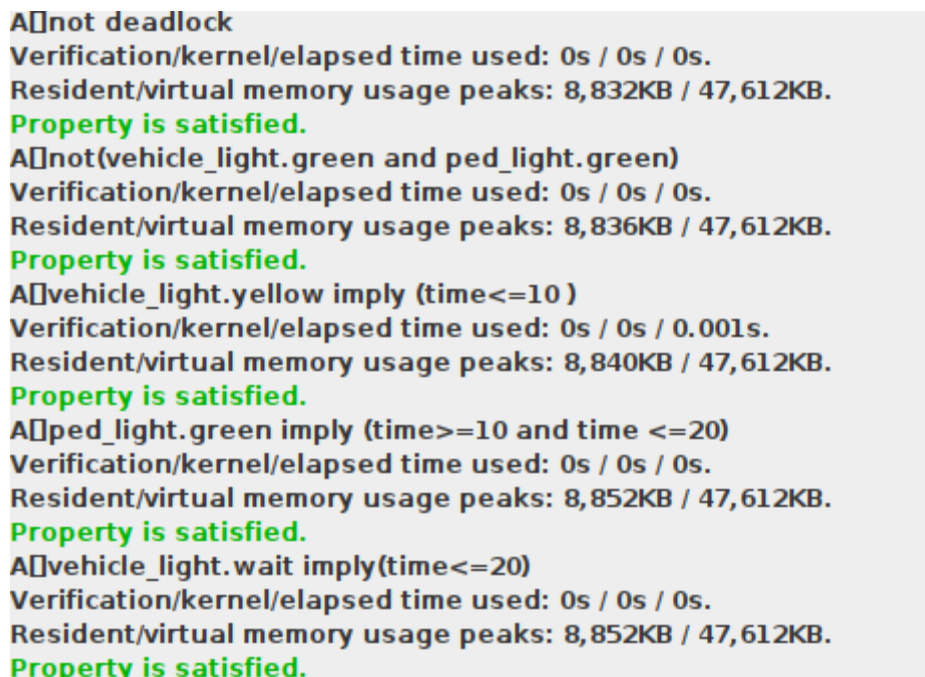 A[]not deadlock
Verification/kernel/elapsed time used: 0s / 0s / 0s.
Resident/virtual memory usage peaks: 8,832KB / 47,612KB.
Property is satisfied.
A[]not(vehicle_light.green and ped_light.green)
Verification/kernel/elapsed time used: 0s / 0s / 0s.
Resident/virtual memory usage peaks: 8,836KB / 47,612KB.
Property is satisfied.
A[]vehicle_light.yellow imply (time<=10 )
Verification/kernel/elapsed time used: 0s / 0s / 0.001s.
Resident/virtual memory usage peaks: 8,840KB / 47,612KB.
Property is satisfied.
A[]ped_light.green imply (time>=10 and time <=20)
Verification/kernel/elapsed time used: 0s / 0s / 0s.
Resident/virtual memory usage peaks: 8,852KB / 47,612KB.
Property is satisfied.
A[]vehicle_light.wait imply(time<=20)
Verification/kernel/elapsed time used: 0s / 0s / 0s.
Resident/virtual memory usage peaks: 8,852KB / 47,612KB.
Property is satisfied.